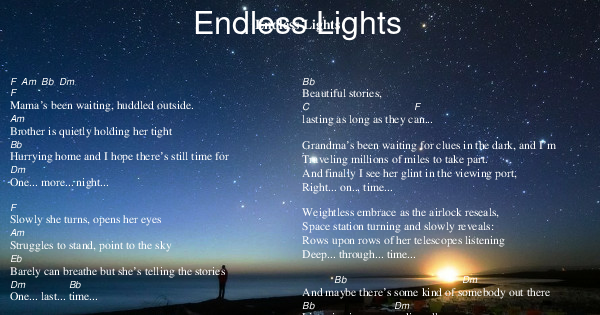 Endless Lights
Endless Lights
F Am Bb Dm
F
Mama's been waiting, huddled outside.
Am
Brother is quietly holding her tight
Bb
Hurrying home and I hope there's still time for
Dm
One... more... night...
F
Slowly she turns, opens her eyes
Am
Struggles to stand, point to the sky
Eb
Barely can breathe but she's telling the stories
Dm Bb
One... last... time...
Bb
Beautiful stories,
C F
lasting as long as they can...
Grandma's been waiting for clues in the dark, and I'm
Traveling millions of miles to take part.
And finally I see her glint in the viewing port,
Right... on... time...
Weightless embrace as the airlock reseals,
Space station turning and slowly reveals:
Rows upon rows of her telescopes listening
Deep... through... time...
*Bb Dm
And maybe there's some kind of somebody out there
Bb Dm